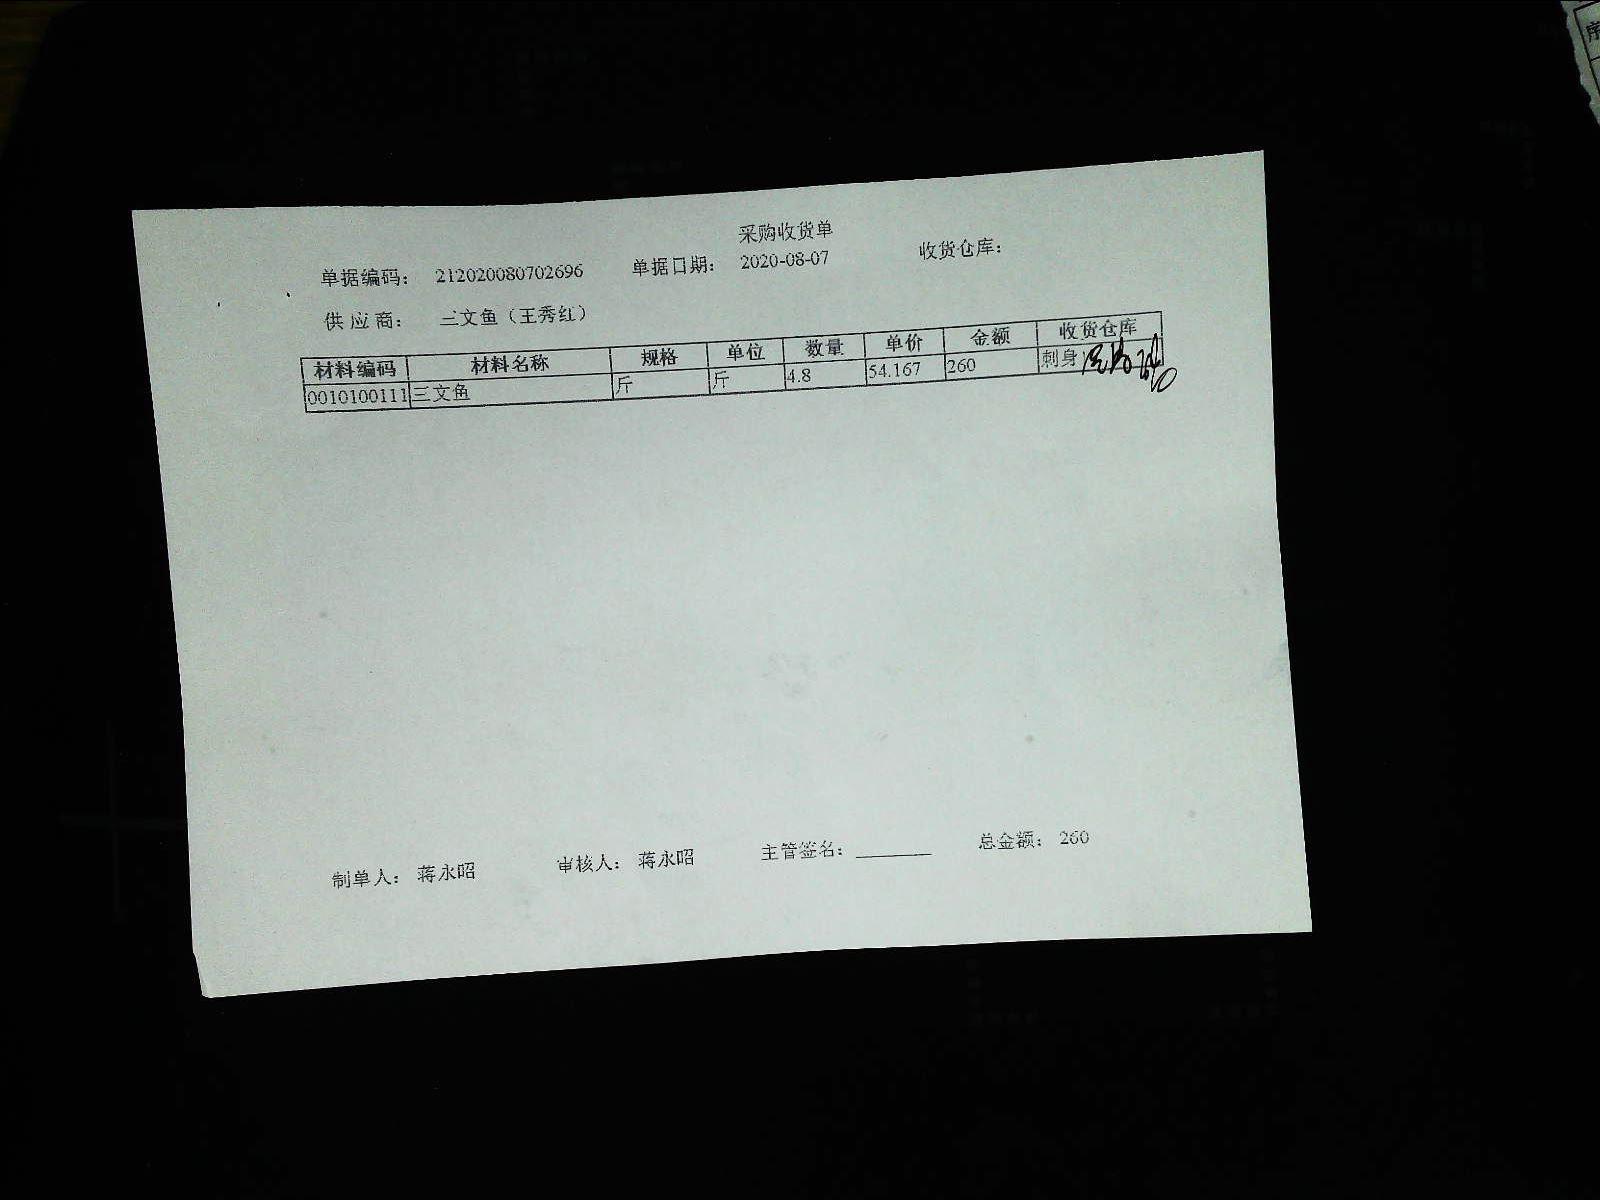 采购收货单
单据编码： 212020080702696 单据日期： 2020-08-07 收货仓库：
供应商： 三文鱼（王秀红）
材料编码 材料名称 规格 单位 数量 单价 金额 收货仓库
0010100111 三文鱼 斤 斤 4.8 54.167 260 刺身
制单人： 蒋永昭 审核人： 蒋永昭 主管签名： 总金额： 260
序